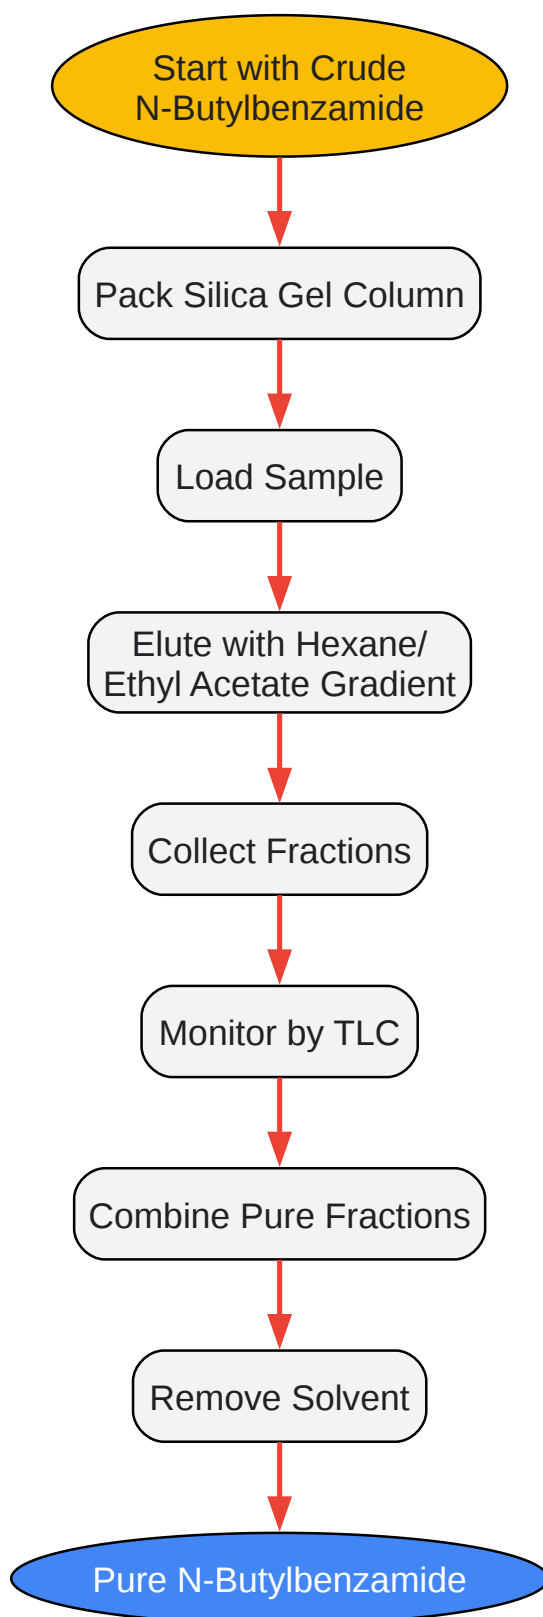 Start with Crude
N-Butylbenzamide
Pack Silica Gel Column
Load Sample
Elute with Hexane/
Ethyl Acetate Gradient
Collect Fractions
Monitor by TLC
Combine Pure Fractions
Remove Solvent
Pure N-Butylbenzamide